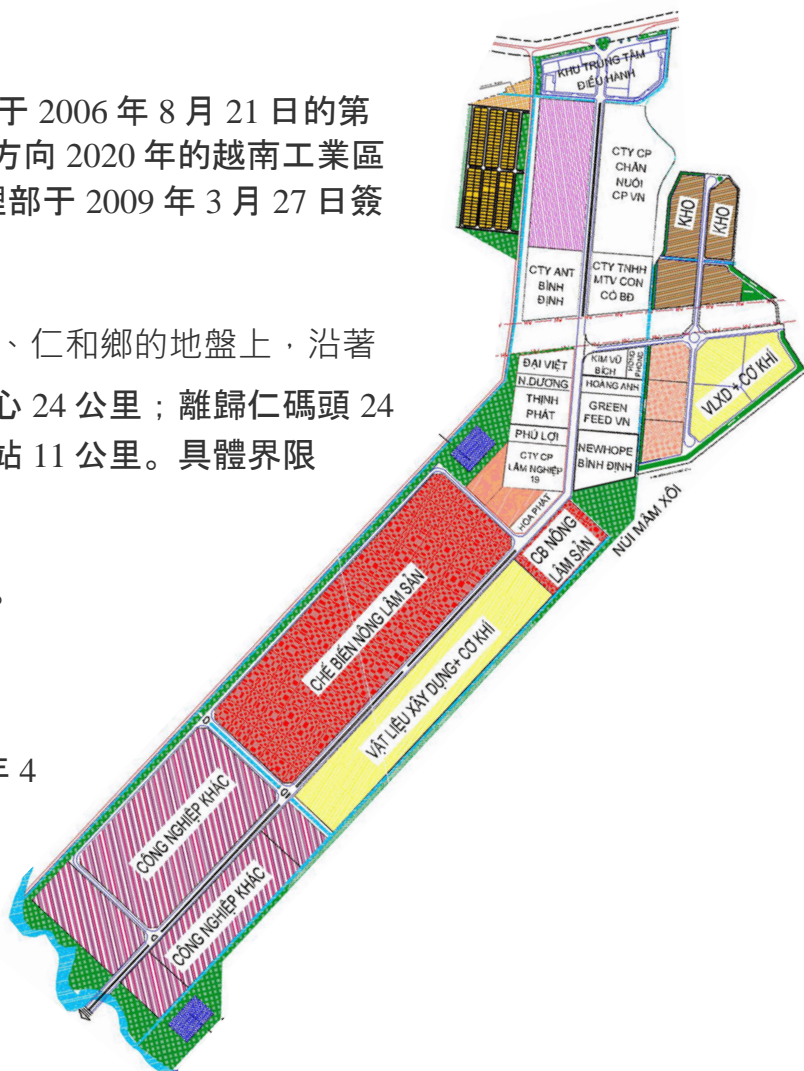 于 2006 年 8 月 21 日的第
方向 2020 年的越南工業區
部于 2009 年 3 月 27 日簽
、仁和鄉的地盤上，沿著
心 24 公里；離歸仁碼頭 24
站 11 公里。具體界限
。
年 4
KHU TRUNG TÂM
ĐIỀU HÀNH
CTY CP
CHĂN
NUÔI
CP VN
KHO
KHO
CTY ANT
BÌNH
ĐỊNH
CTY TNHH
MTV CON
CÒ BĐ
ĐẠI VIỆT
N.DƯƠNG
THỊNH
PHÁT
PHÚ LỢI
CTY CP
LÂM NGHIỆP
19
HÒA PHÁT
KIM VŨ
BÍCH
HỒNG
PHONG
HOÀNG ANH
GREEN
FEED VN
NEWHOPE
BÌNH ĐỊNH
VLXD + CƠ KHÍ
NÚI MÂM XÔI
CB NÔNG
LÂM SẢN
CHẾ BIẾN NÔNG LÂM SẢN
VẬT LIỆU XÂY DỰNG+ CƠ KHÍ
CÔNG NGHIỆP KHÁC
CÔNG NGHIỆP KHÁC